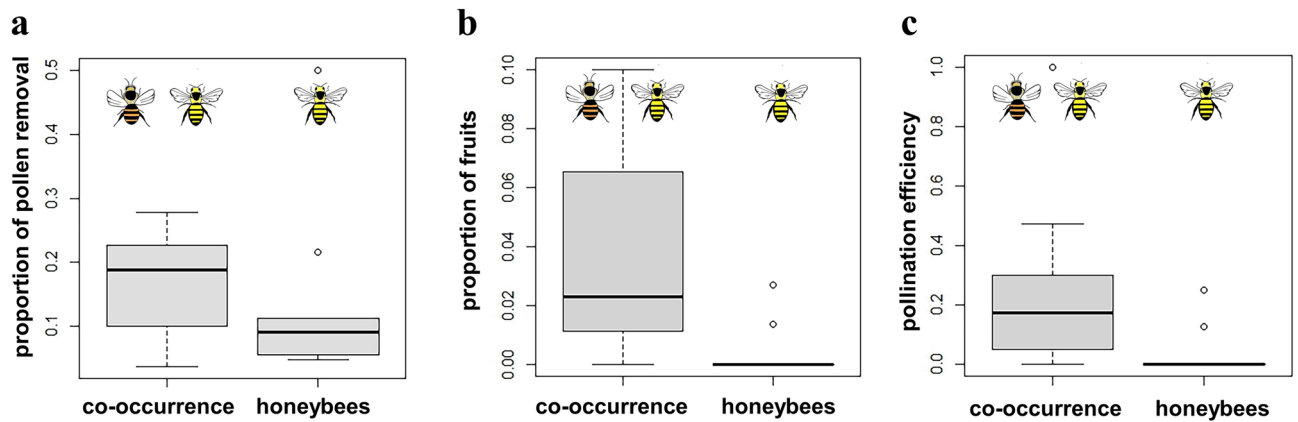 a
proportion of pollen removal
0.5
0.4
0.3
0.2
0.1
co-occurrence honeybees
b
proportion of fruits
0.10
0.08
0.06
0.04
0.02
0.00
co-occurrence honeybees
c
pollination efficiency
1.0
0.8
0.6
0.4
0.2
0.0
co-occurrence honeybees